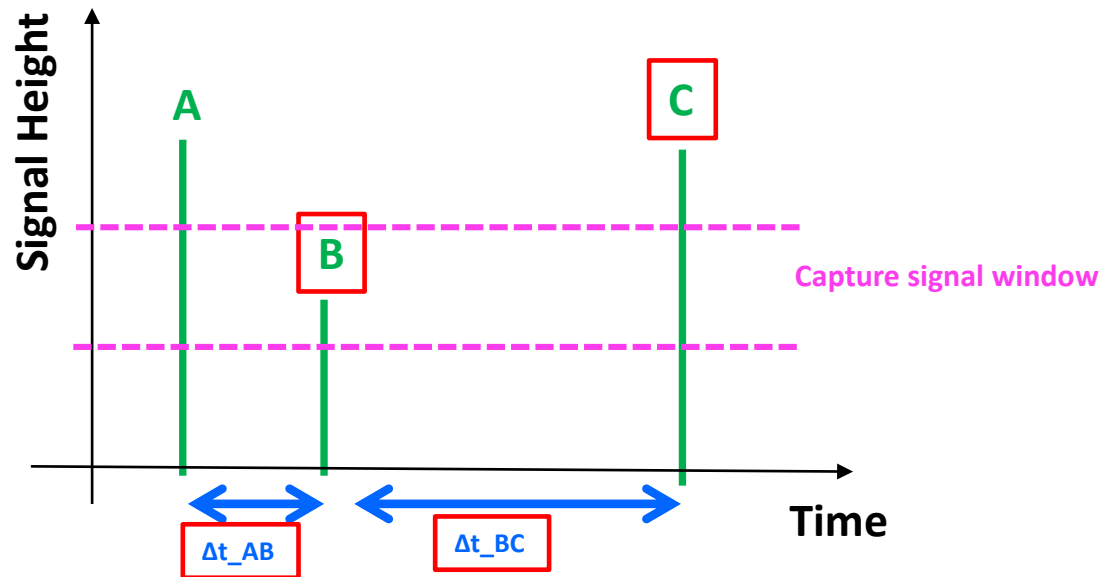 Signal Height
A
C
B
Capture signal window
Time
Δt_AB
Δt_BC